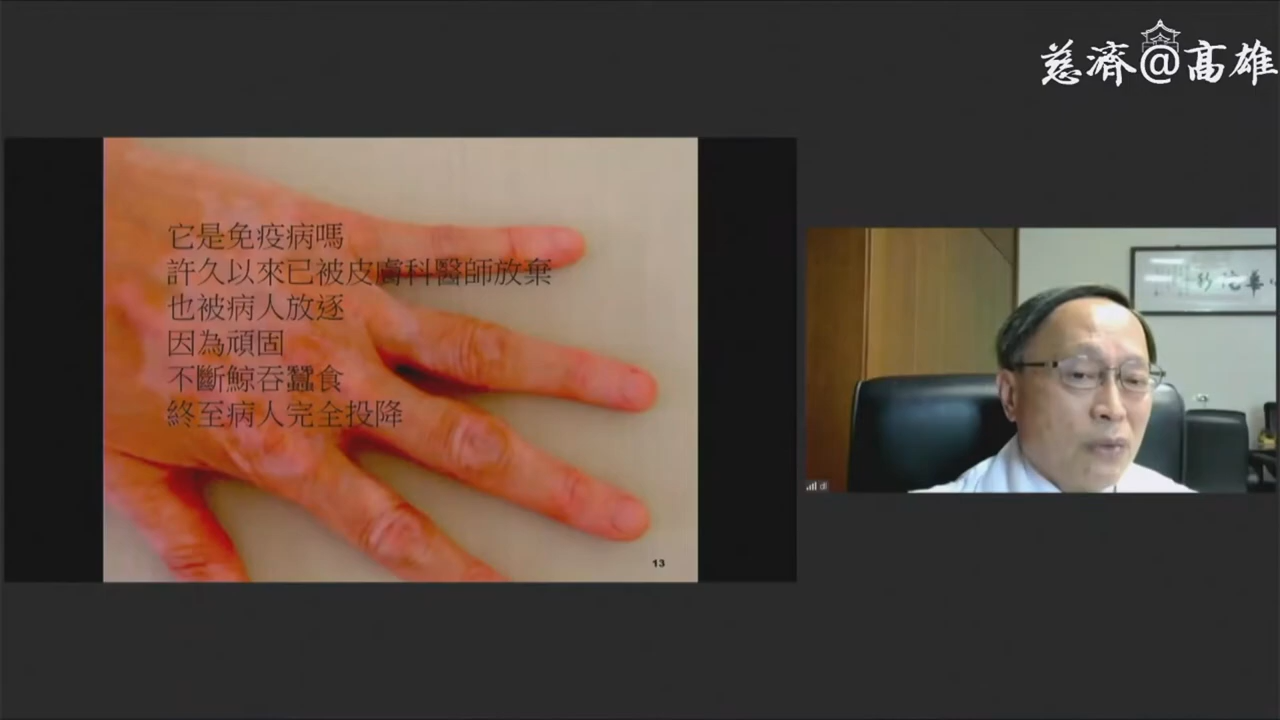 慈濟@高雄
它是免疫病嗎
許久以來已被皮膚科醫師放棄
也被病人放逐
因為頑固
不斷鯨吞蠶食
終至病人完全投降
13